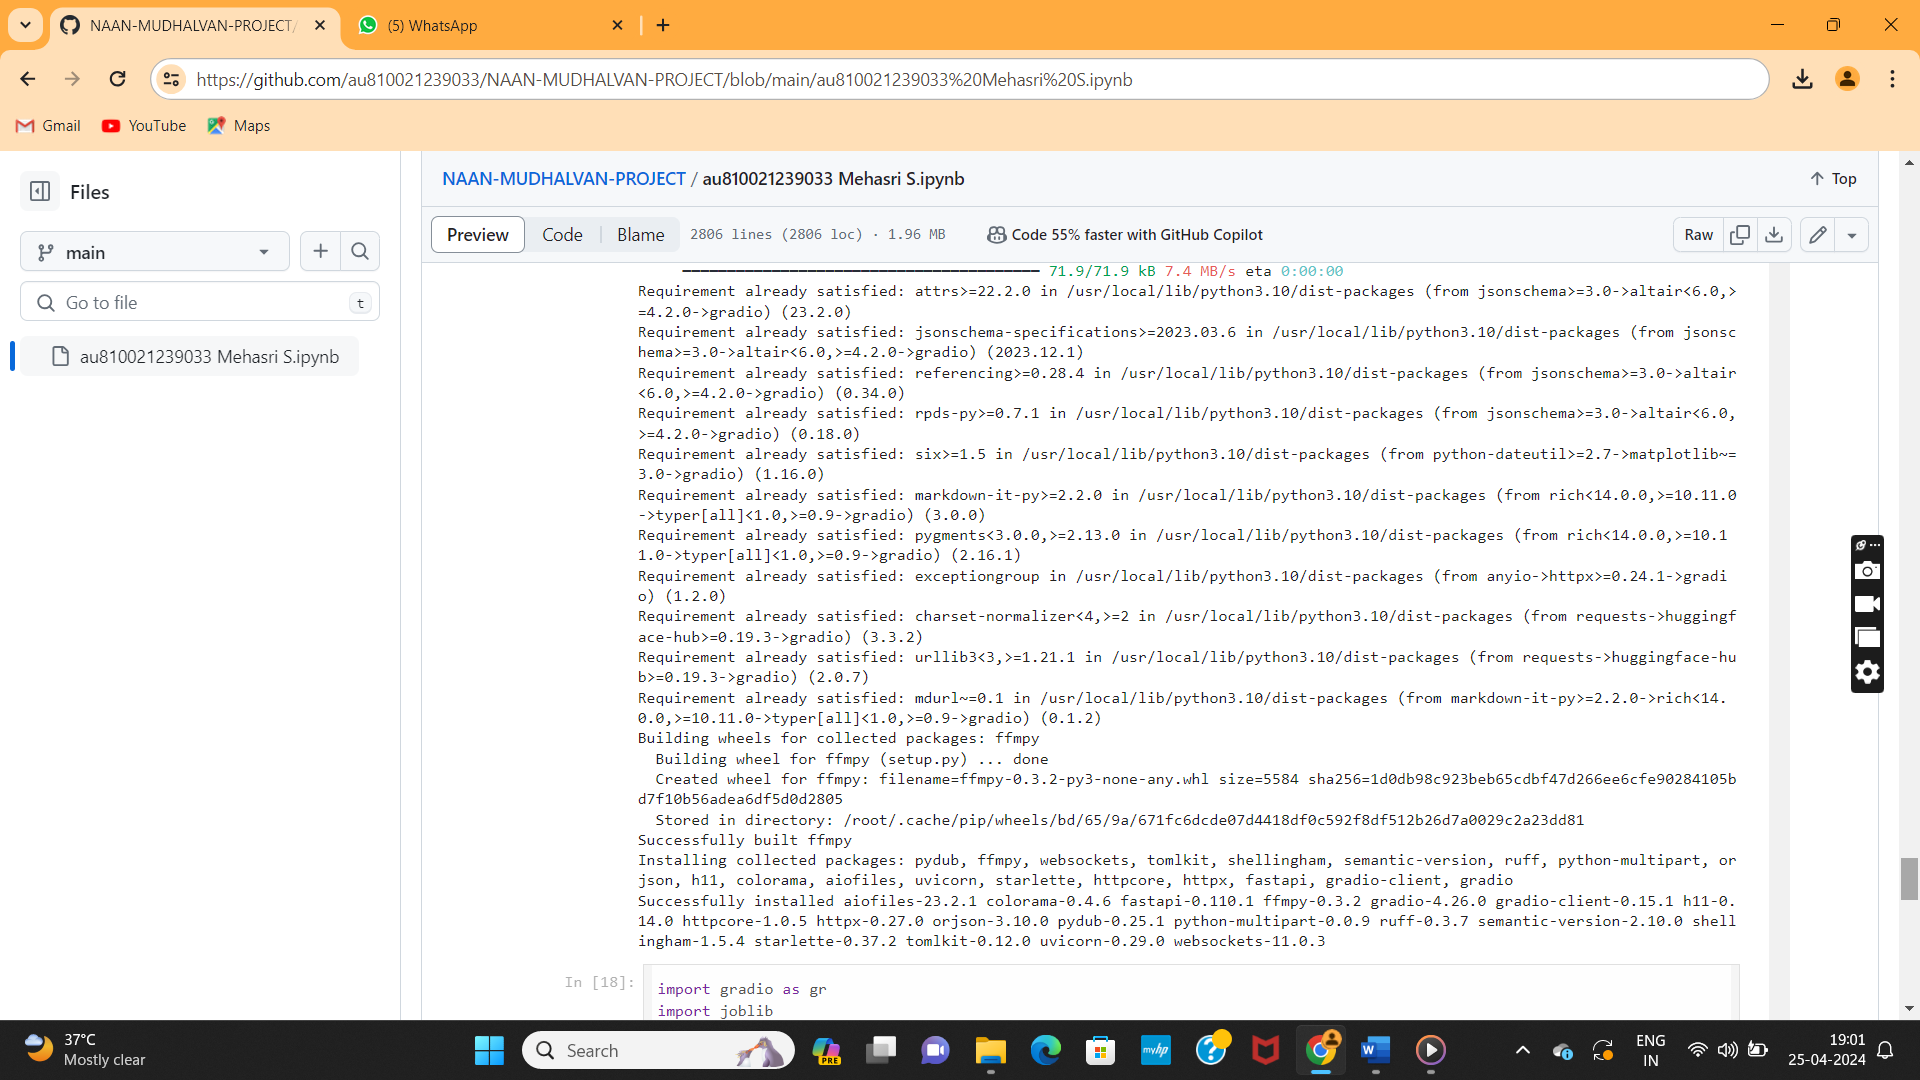 NAAN-MUDHALVAN-PROJECT/
(5) WhatsApp
https://github.com/au810021239033/NAAN-MUDHALVAN-PROJECT/blob/main/au810021239033%20Mehasri%20S.ipynb
Gmail YouTube Maps
Files
main
Go to file t
au810021239033 Mehasri S.ipynb
NAAN-MUDHALVAN-PROJECT / au810021239033 Mehasri S.ipynb
Top
Preview Code Blame 2806 lines (2806 loc) · 1.96 MB Code 55% faster with GitHub Copilot Raw
71.9/71.9 kB 7.4 MB/s eta 0:00:00
Requirement already satisfied: attrs>=22.2.0 in /usr/local/lib/python3.10/dist-packages (from jsonschema>=3.0->altair<6.0,>
=4.2.0->gradio) (23.2.0)
Requirement already satisfied: jsonschema-specifications>=2023.03.6 in /usr/local/lib/python3.10/dist-packages (from jsonsc
hema>=3.0->altair<6.0,>=4.2.0->gradio) (2023.12.1)
Requirement already satisfied: referencing>=0.28.4 in /usr/local/lib/python3.10/dist-packages (from jsonschema>=3.0->altair
<6.0,>=4.2.0->gradio) (0.34.0)
Requirement already satisfied: rpds-py>=0.7.1 in /usr/local/lib/python3.10/dist-packages (from jsonschema>=3.0->altair<6.0,
>=4.2.0->gradio) (0.18.0)
Requirement already satisfied: six>=1.5 in /usr/local/lib/python3.10/dist-packages (from python-dateutil>=2.7->matplotlib~=
3.0->gradio) (1.16.0)
Requirement already satisfied: markdown-it-py>=2.2.0 in /usr/local/lib/python3.10/dist-packages (from rich<14.0.0,>=10.11.0
->typer[all]<1.0,>=0.9->gradio) (3.0.0)
Requirement already satisfied: pygments<3.0.0,>=2.13.0 in /usr/local/lib/python3.10/dist-packages (from rich<14.0.0,>=10.1
1.0->typer[all]<1.0,>=0.9->gradio) (2.16.1)
Requirement already satisfied: exceptiongroup in /usr/local/lib/python3.10/dist-packages (from anyio->httpx>=0.24.1->gradi
o) (1.2.0)
Requirement already satisfied: charset-normalizer<4,>=2 in /usr/local/lib/python3.10/dist-packages (from requests->huggingf
ace-hub>=0.19.3->gradio) (3.3.2)
Requirement already satisfied: urllib3<3,>=1.21.1 in /usr/local/lib/python3.10/dist-packages (from requests->huggingface-hu
b>=0.19.3->gradio) (2.0.7)
Requirement already satisfied: mdurl~=0.1 in /usr/local/lib/python3.10/dist-packages (from markdown-it-py>=2.2.0->rich<14.
0.0,>=10.11.0->typer[all]<1.0,>=0.9->gradio) (0.1.2)
Building wheels for collected packages: ffmpy
Building wheel for ffmpy (setup.py) ... done
Created wheel for ffmpy: filename=ffmpy-0.3.2-py3-none-any.whl size=5584 sha256=1d0db98c923beb65cdbf47d266ee6cfe90284105b
d7f10b56adea6df5d0d2805
Stored in directory: /root/.cache/pip/wheels/bd/65/9a/671fc6dcde07d4418df0c592f8df512b26d7a0029c2a23dd81
Successfully built ffmpy
Installing collected packages: pydub, ffmpy, websockets, tomlkit, shellingham, semantic-version, ruff, python-multipart, or
json, h11, colorama, aiofiles, uvicorn, starlette, httpcore, httpx, fastapi, gradio-client, gradio
Successfully installed aiofiles-23.2.1 colorama-0.4.6 fastapi-0.110.1 ffmpy-0.3.2 gradio-4.26.0 gradio-client-0.15.1 h11-0.
14.0 httpcore-1.0.5 httpx-0.27.0 orjson-3.10.0 pydub-0.25.1 python-multipart-0.0.9 ruff-0.3.7 semantic-version-2.10.0 shell
ingham-1.5.4 starlette-0.37.2 tomlkit-0.12.0 uvicorn-0.29.0 websockets-11.0.3
In [18]:
import gradio as gr
import joblib
37°C
Mostly clear
Search
PRE
myhp
ENG
IN
19:01
25-04-2024